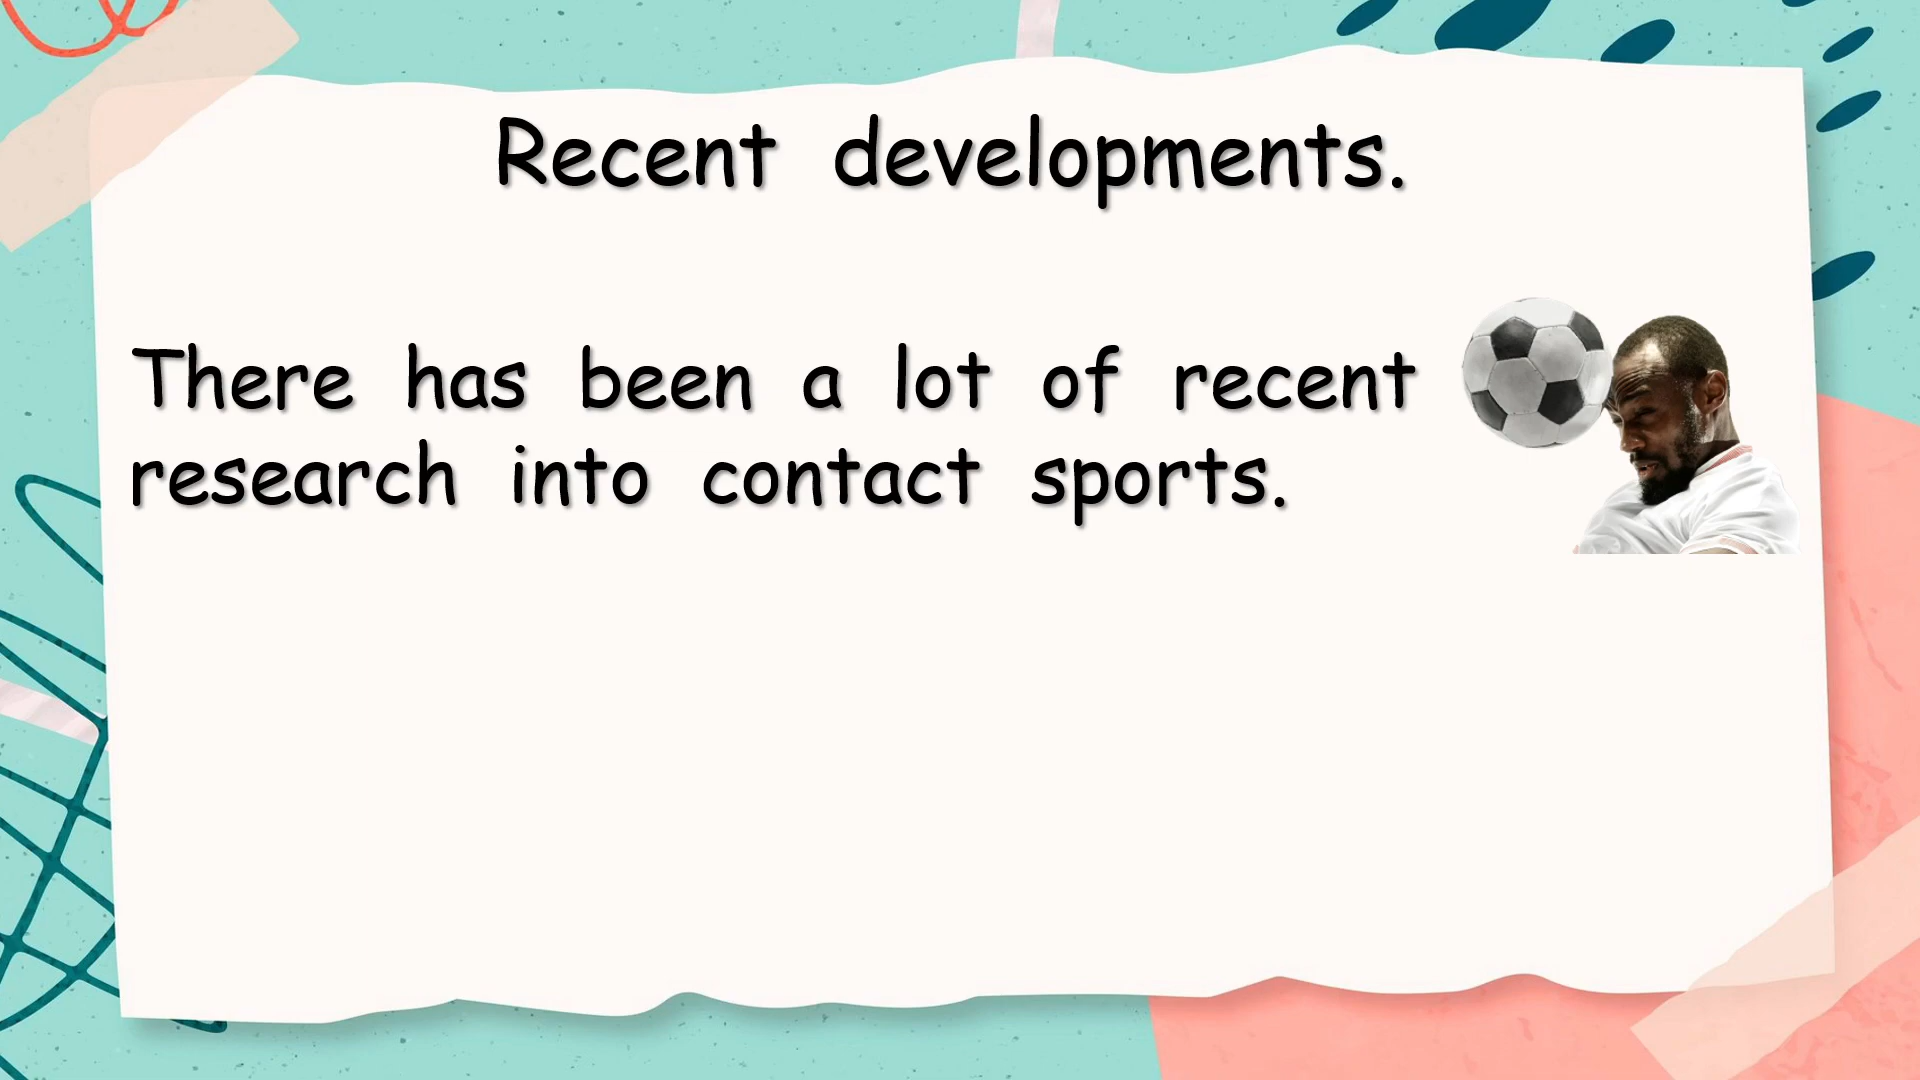 Recent developments.
There has been a lot of recent
research into contact sports.